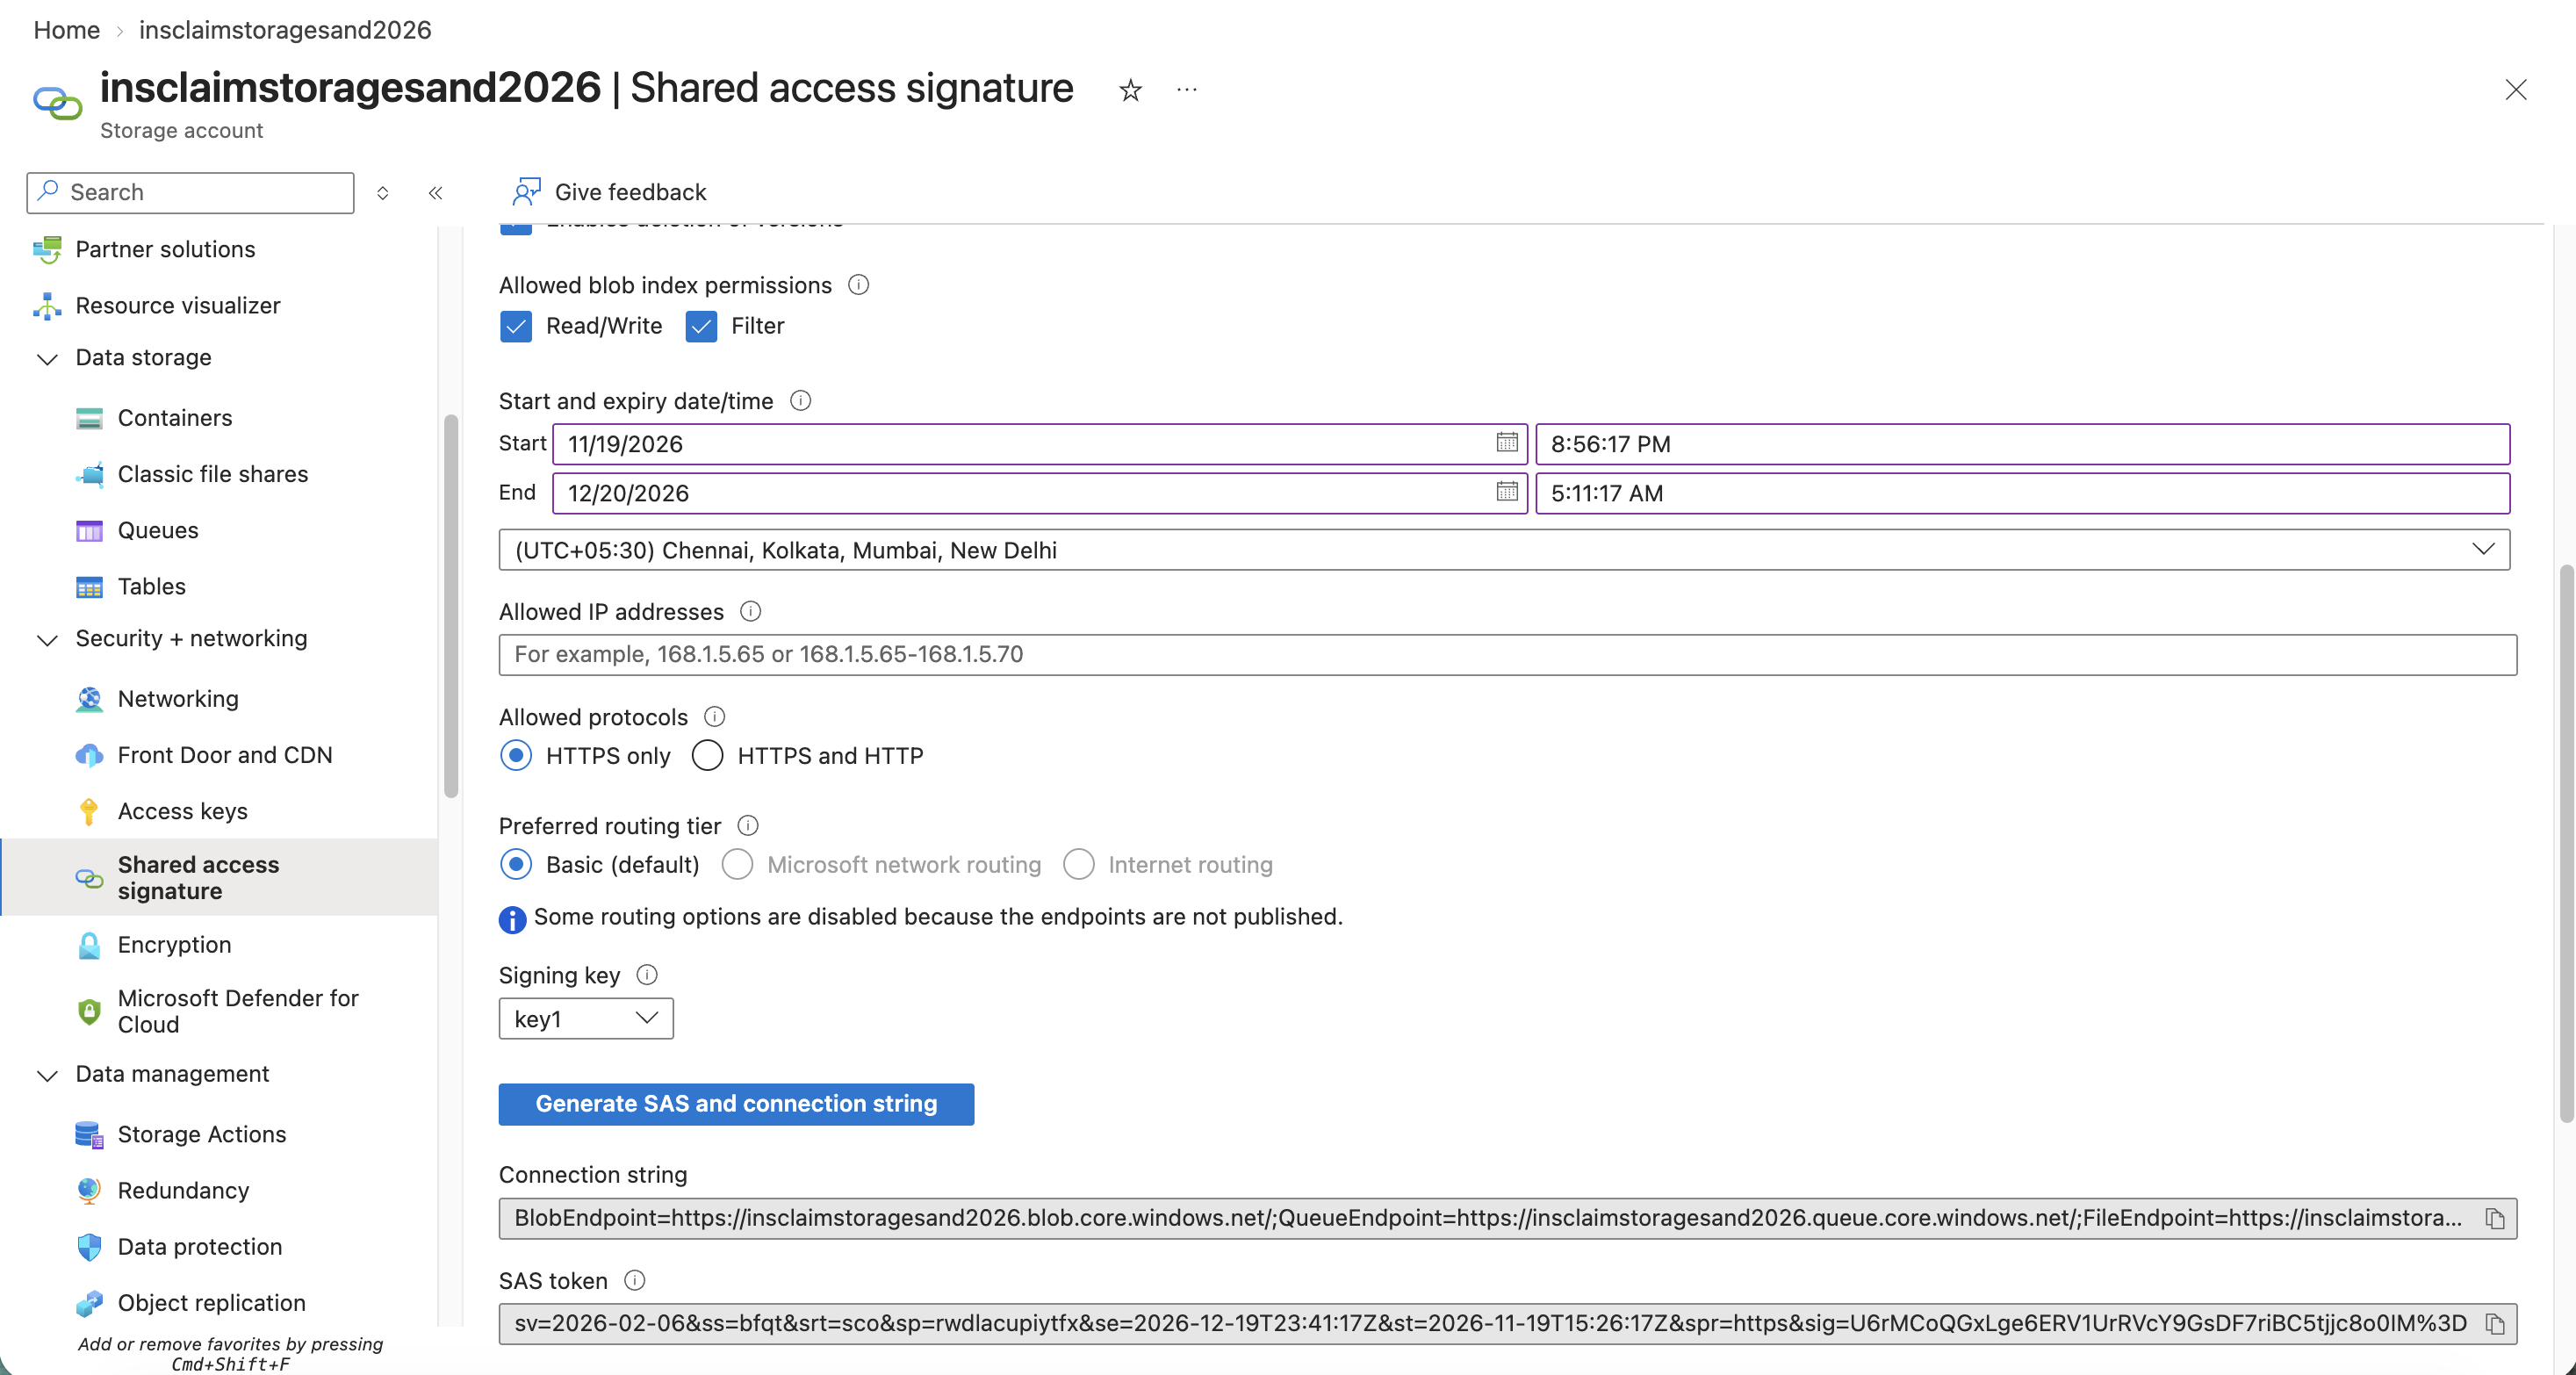 Home > insclaimstoragesand2026
insclaimstoragesand2026 | Shared access signature
Storage account
Search
Give feedback
Partner solutions
Resource visualizer
Data storage
Containers
Classic file shares
Queues
Tables
Security + networking
Networking
Front Door and CDN
Access keys
Shared access
signature
Encryption
Microsoft Defender for
Cloud
Data management
Storage Actions
Redundancy
Data protection
Object replication
Add or remove favorites by pressing
Cmd+Shift+F
Enables deletion of versions
Allowed blob index permissions
Read/Write Filter
Start and expiry date/time
Start 11/19/2026 8:56:17 PM
End 12/20/2026 5:11:17 AM
(UTC+05:30) Chennai, Kolkata, Mumbai, New Delhi
Allowed IP addresses
For example, 168.1.5.65 or 168.1.5.65-168.1.5.70
Allowed protocols
HTTPS only HTTPS and HTTP
Preferred routing tier
Basic (default) Microsoft network routing Internet routing
Some routing options are disabled because the endpoints are not published.
Signing key
key1
Generate SAS and connection string
Connection string
BlobEndpoint=https://insclaimstoragesand2026.blob.core.windows.net/;QueueEndpoint=https://insclaimstoragesand2026.queue.core.windows.net/;FileEndpoint=https://insclaimstora...
SAS token
sv=2026-02-06&ss=bfqt&srt=sco&sp=rwdlacupiytfx&se=2026-12-19T23:41:17Z&st=2026-11-19T15:26:17Z&spr=https&sig=U6rMCoQGxLge6ERV1UrRVcY9GsDF7riBC5tjjc8o0IM%3D